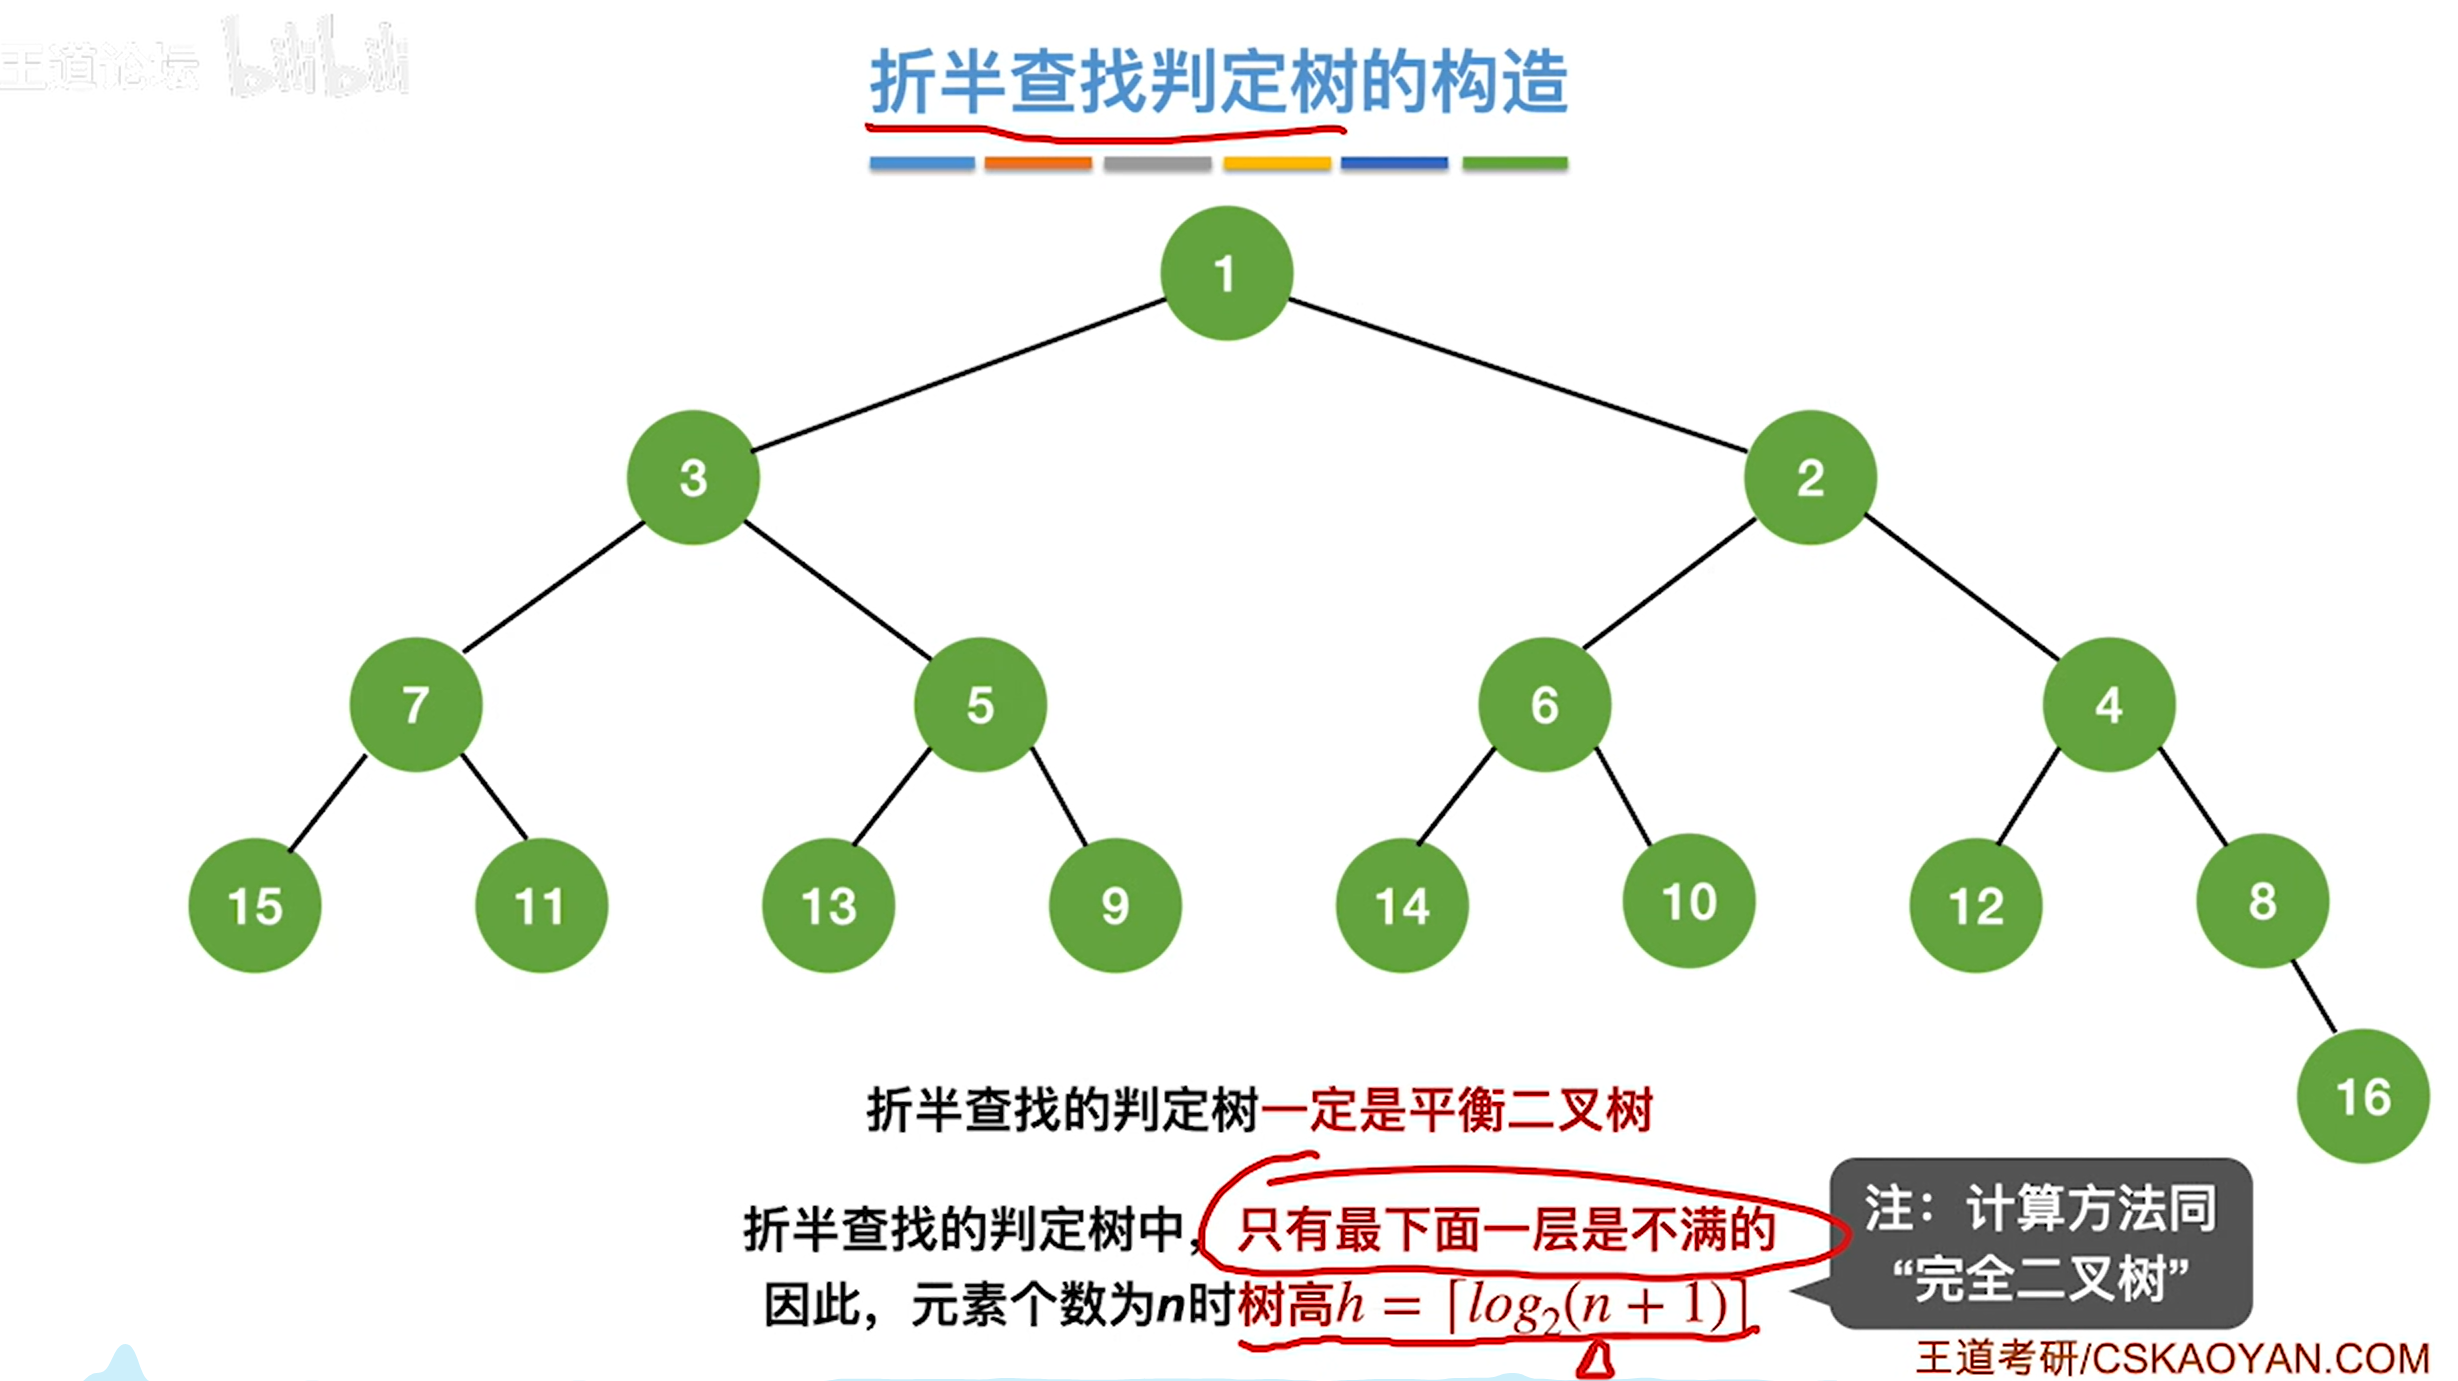 王道论坛 bilibili
折半查找判定树的构造
1
3 2
7 5 6 4
15 11 13 9 14 10 12 8
16
折半查找的判定树一定是平衡二叉树
折半查找的判定树中，只有最下面一层是不满的
因此，元素个数为n时树高h = ⌈log₂(n + 1)⌉
注：计算方法同
“完全二叉树”
王道考研/CSKAOYAN.COM